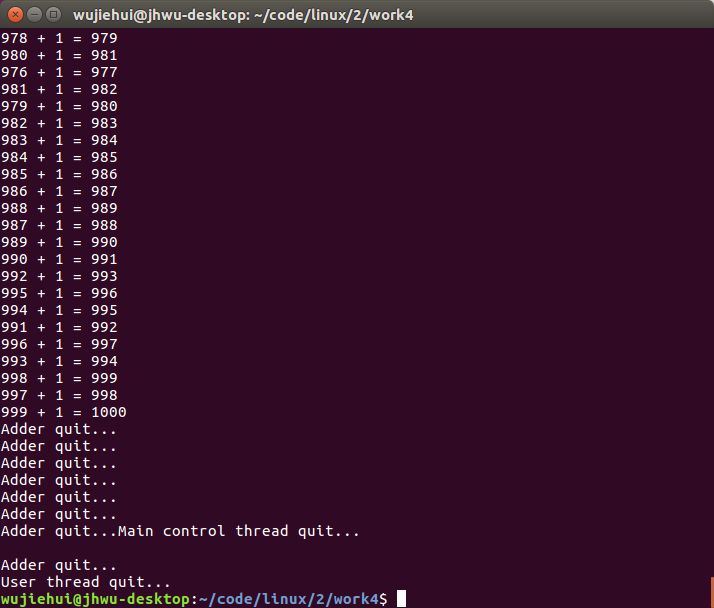 wujiehui@jhwu-desktop: ~/code/linux/2/work4
978 + 1 = 979
980 + 1 = 981
976 + 1 = 977
981 + 1 = 982
979 + 1 = 980
982 + 1 = 983
983 + 1 = 984
984 + 1 = 985
985 + 1 = 986
986 + 1 = 987
988 + 1 = 989
987 + 1 = 988
989 + 1 = 990
990 + 1 = 991
992 + 1 = 993
995 + 1 = 996
994 + 1 = 995
991 + 1 = 992
996 + 1 = 997
993 + 1 = 994
998 + 1 = 999
997 + 1 = 998
999 + 1 = 1000
Adder quit...
Adder quit...
Adder quit...
Adder quit...
Adder quit...
Adder quit...
Adder quit...Main control thread quit...

Adder quit...
User thread quit...
wujiehui@jhwu-desktop:~/code/linux/2/work4$